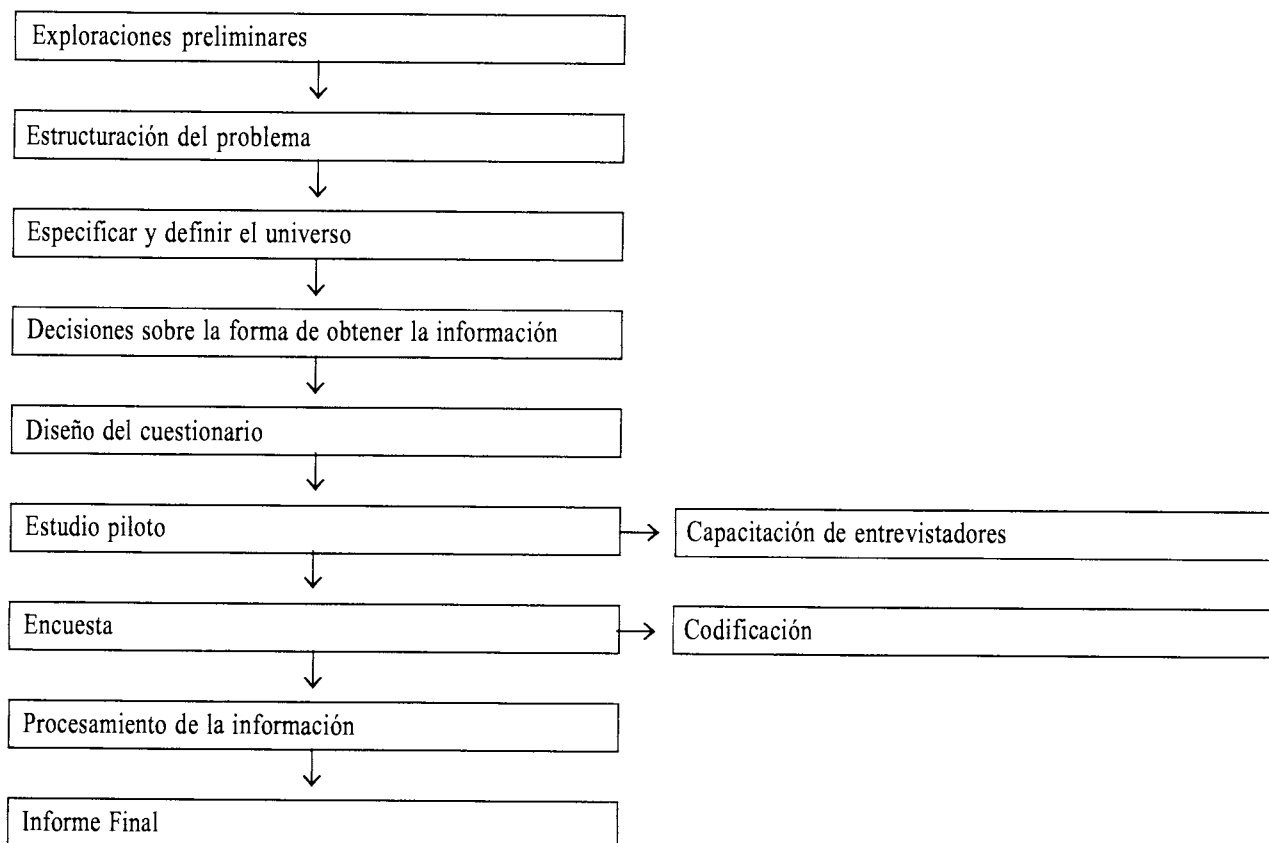 Exploraciones preliminares
Estructuración del problema
Especificar y definir el universo
Decisiones sobre la forma de obtener la información
Diseño del cuestionario
Estudio piloto
Capacitación de entrevistadores
Encuesta
Codificación
Procesamiento de la información
Informe Final